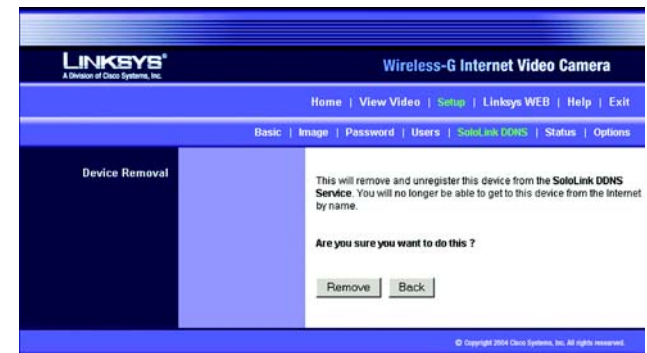 LINKSYS®
A Division of Cisco Systems, Inc.
Wireless-G Internet Video Camera
Home | View Video | Setup | Linksys WEB | Help | Exit
Basic | Image | Password | Users | SoloLink DDNS | Status | Options
Device Removal
This will remove and unregister this device from the SoloLink DDNS
Service. You will no longer be able to get to this device from the Internet
by name.
Are you sure you want to do this ?
Remove Back
© Copyright 2004 Cisco Systems, Inc. All rights reserved.